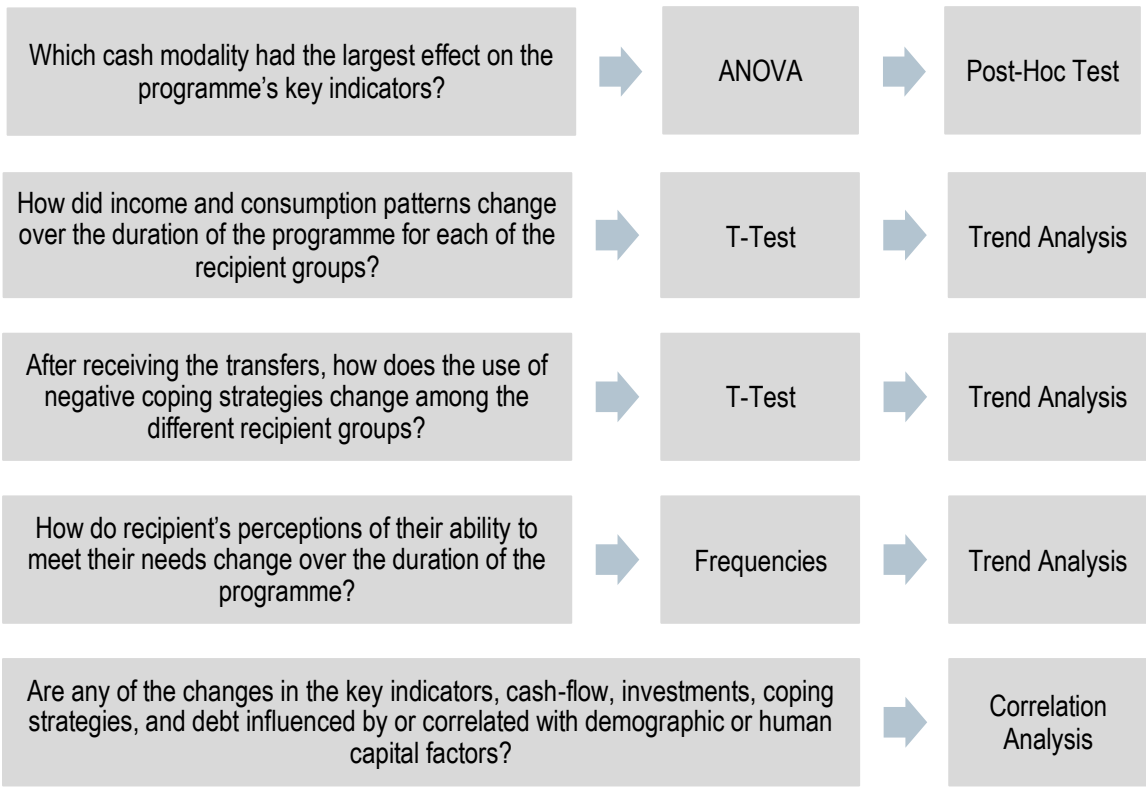 Which cash modality had the largest effect on the
programme's key indicators?
ANOVA
Post-Hoc Test
How did income and consumption patterns change
over the duration of the programme for each of the
recipient groups?
T-Test
Trend Analysis
After receiving the transfers, how does the use of
negative coping strategies change among the
different recipient groups?
T-Test
Trend Analysis
How do recipient's perceptions of their ability to
meet their needs change over the duration of the
programme?
Frequencies
Trend Analysis
Are any of the changes in the key indicators, cash-flow, investments, coping
strategies, and debt influenced by or correlated with demographic or human
capital factors?
Correlation
Analysis